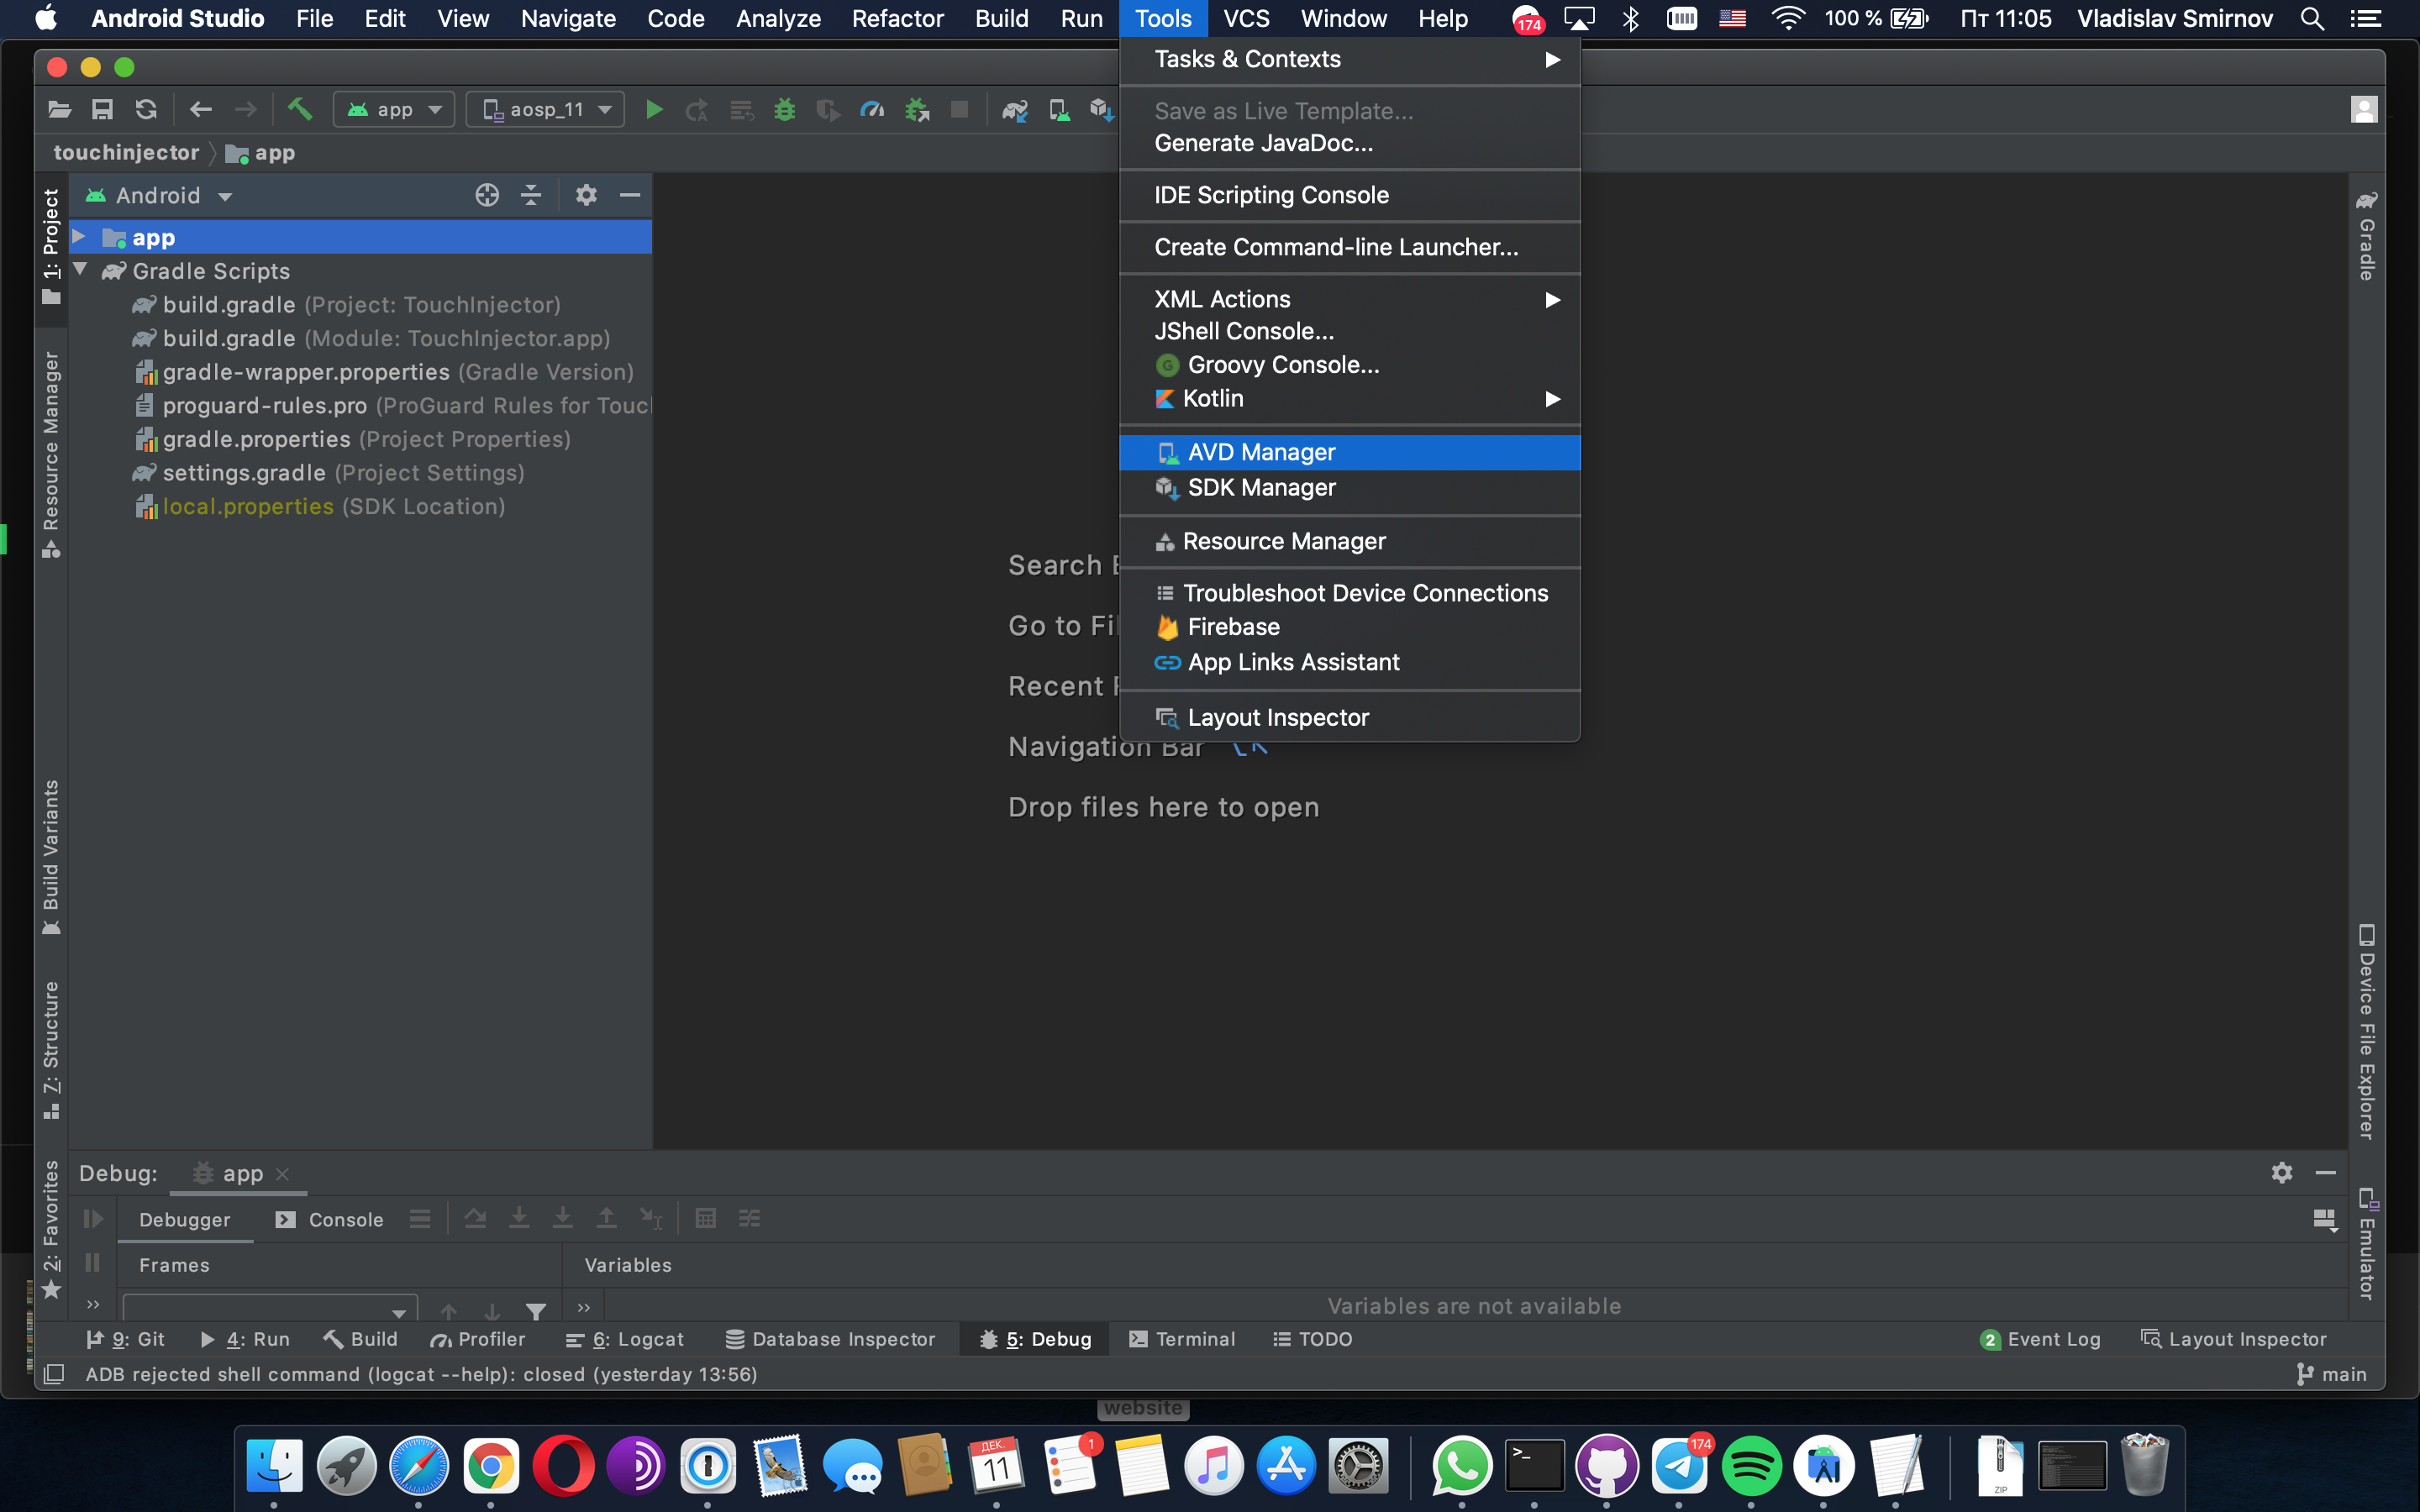 Android Studio File Edit View Navigate Code Analyze Refactor Build Run Tools VCS Window Help 174 100 % Пт 11:05 Vladislav Smirnov
Tasks & Contexts
Save as Live Template...
Generate JavaDoc...
IDE Scripting Console
Create Command-line Launcher...
XML Actions
JShell Console...
G Groovy Console...
Kotlin
AVD Manager
SDK Manager
Resource Manager
Troubleshoot Device Connections
Firebase
App Links Assistant
Layout Inspector
app aosp_11
touchinjector app
Android
app
Gradle Scripts
build.gradle (Project: TouchInjector)
build.gradle (Module: TouchInjector.app)
gradle-wrapper.properties (Gradle Version)
proguard-rules.pro (ProGuard Rules for Touc
gradle.properties (Project Properties)
settings.gradle (Project Settings)
local.properties (SDK Location)
1: Project
Resource Manager
Build Variants
Z: Structure
2: Favorites
Search
Go to Fil
Recent
Navigation Bar
Drop files here to open
Gradle
Device File Explorer
Emulator
Debug: app
Debugger Console
Frames Variables
Variables are not available
9: Git 4: Run Build Profiler 6: Logcat Database Inspector 5: Debug Terminal TODO 2 Event Log Layout Inspector
ADB rejected shell command (logcat --help): closed (yesterday 13:56) main
website
ДЕК.
11
1
174
ZIP